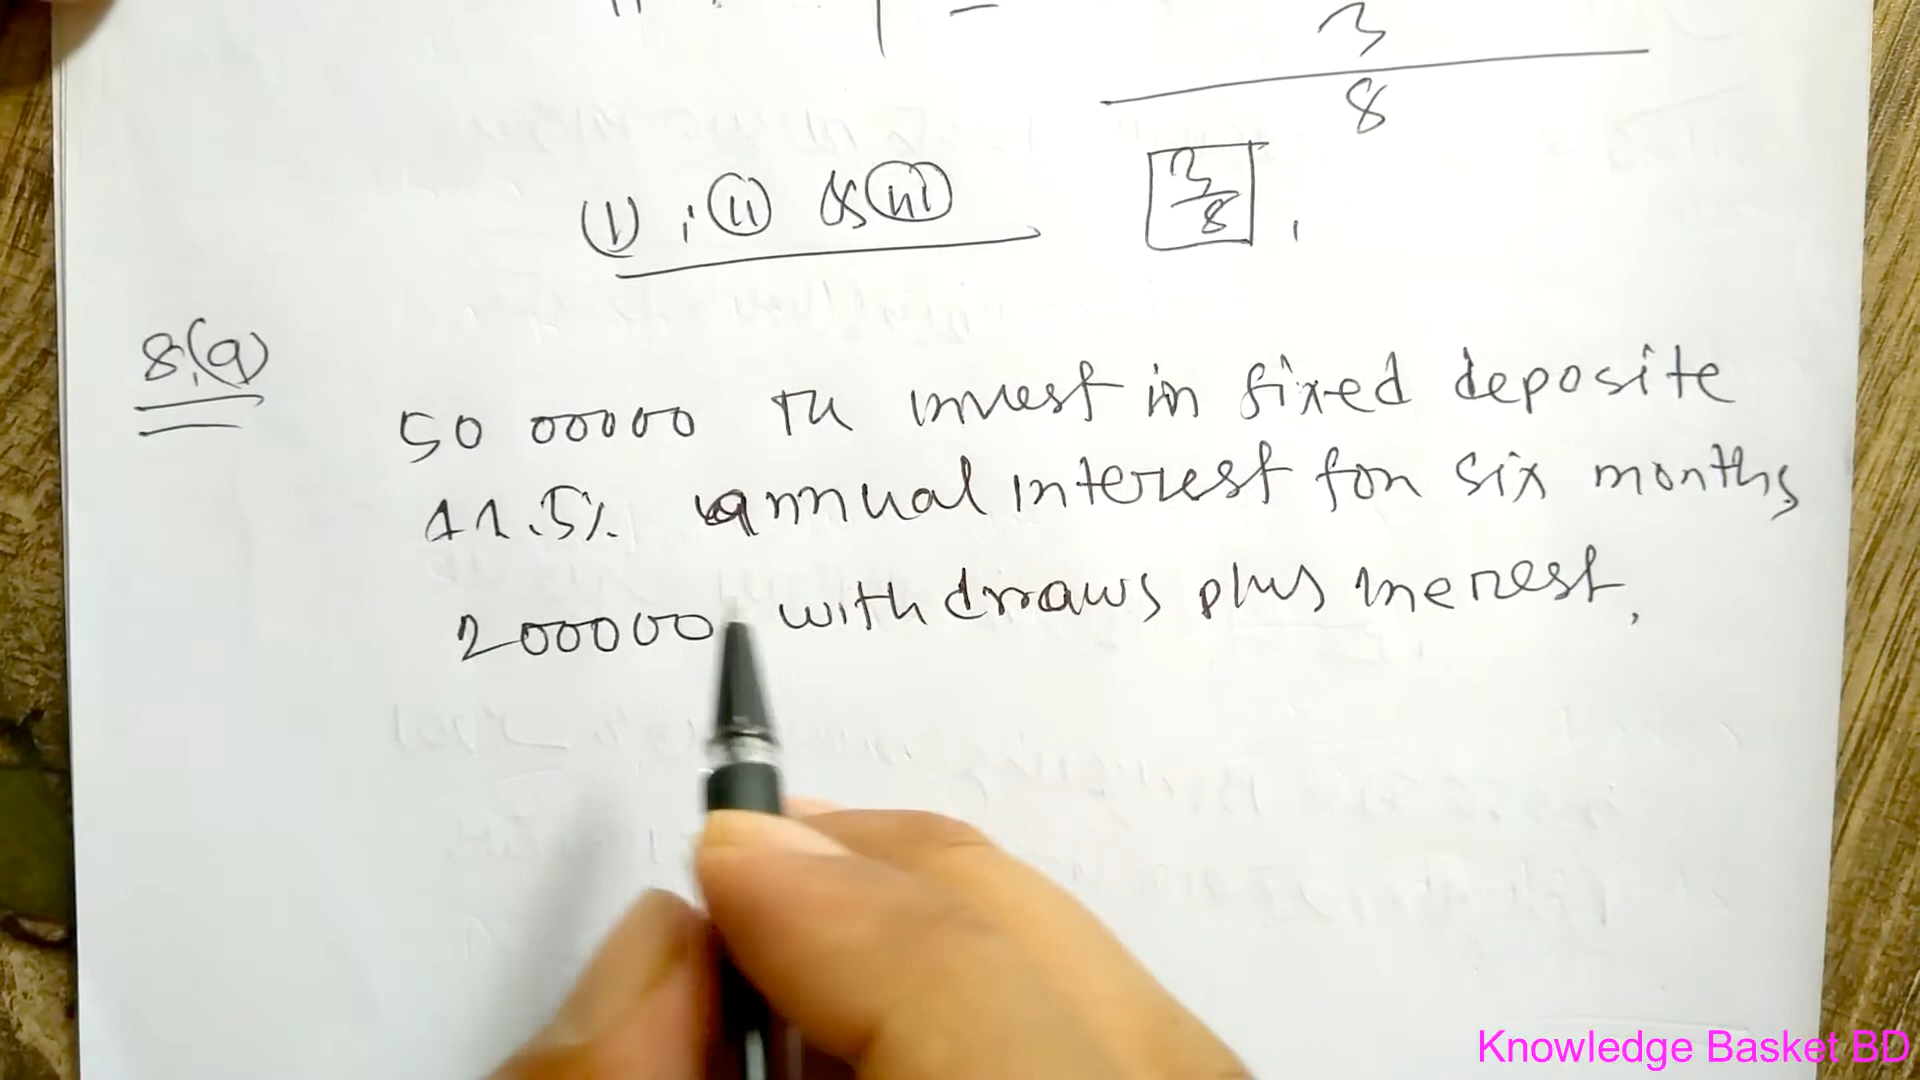 3
8
(i), (ii) & (iii)
3/8,
8.(a)
50 00000 TK invest in fixed deposite
11.5% annual interest for six months
200000 withdraws plus inerest.
Knowledge Basket BD